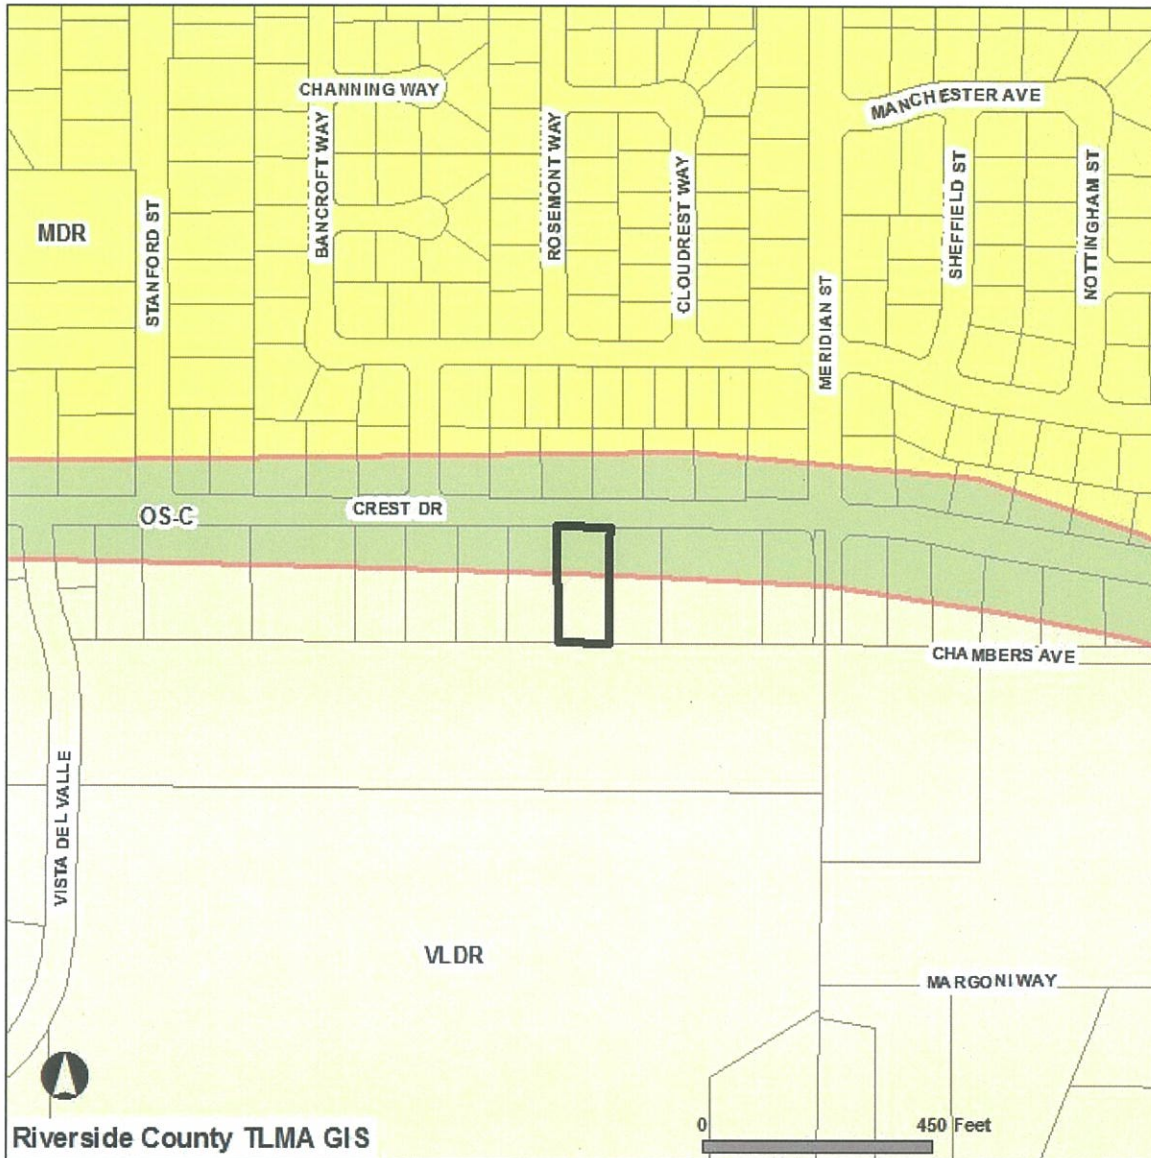 CHANNING WAY
MANCHESTER AVE
BANCROFT WAY
ROSEMONT WAY
CLOUDREST WAY
SHEFFIELD ST
NOTTINGHAM ST
MDR
STANFORD ST
MERIDIAN ST
OS-C
CREST DR
CHAMBERS AVE
VISTA DEL VALLE
VLDR
MARGONI WAY
0 450 Feet
Riverside County TLMA GIS